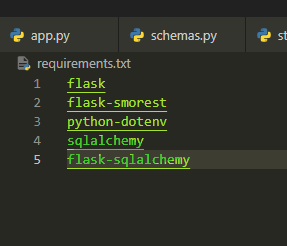 app.py
schemas.py
st
requirements.txt
1 flask
2 flask-smorest
3 python-dotenv
4 sqlalchemy
5 flask-sqlalchemy